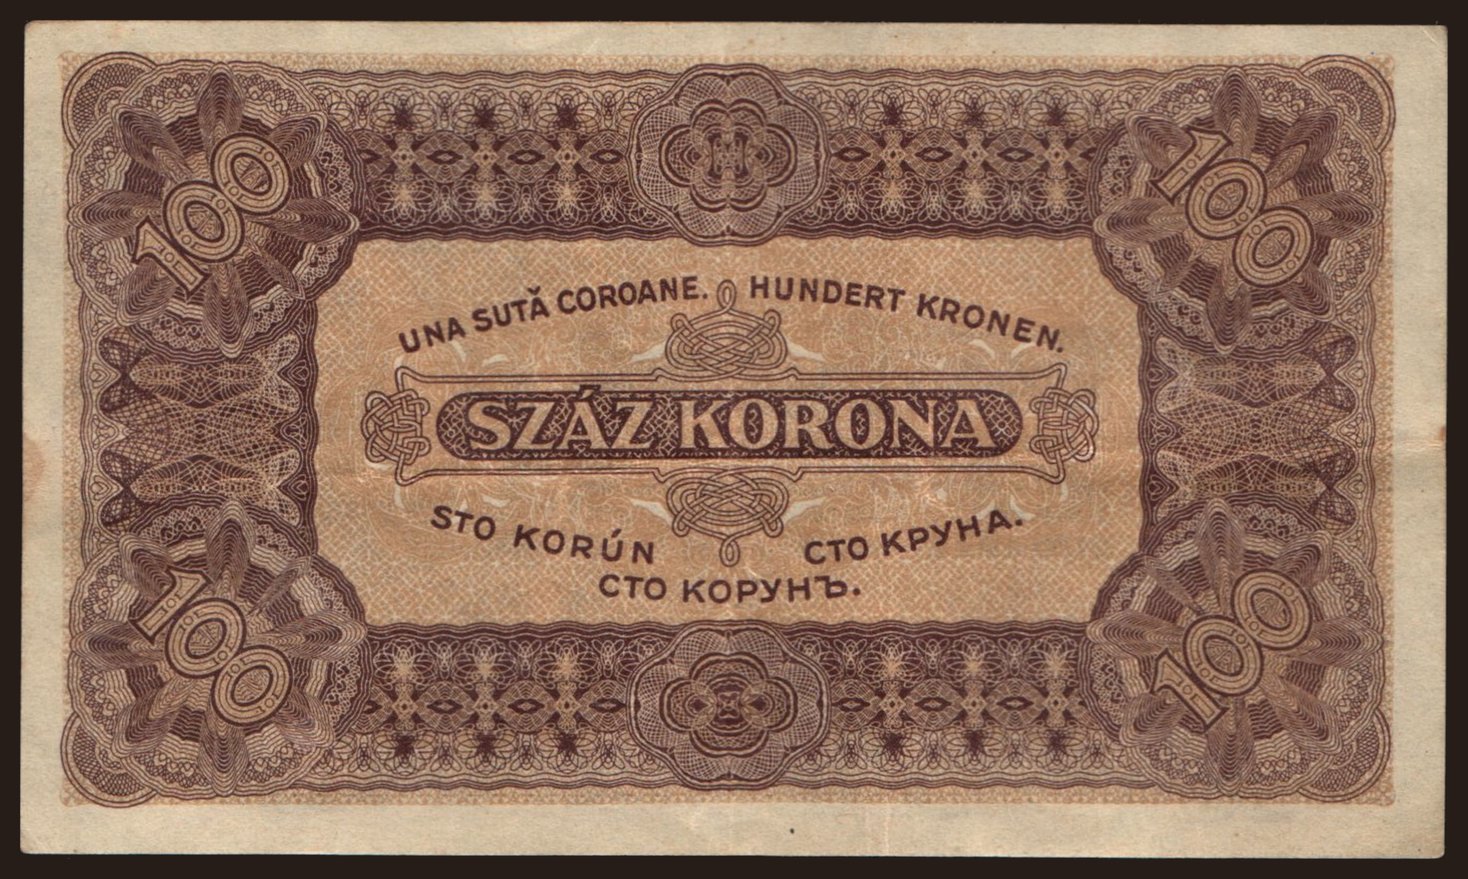 100
100
UNA SUTĂ COROANE. HUNDERT KRONEN.
SZÁZ KORONA
STO KORÚN
СТО КРУНА.
СТО КОРУНЪ.
100
100